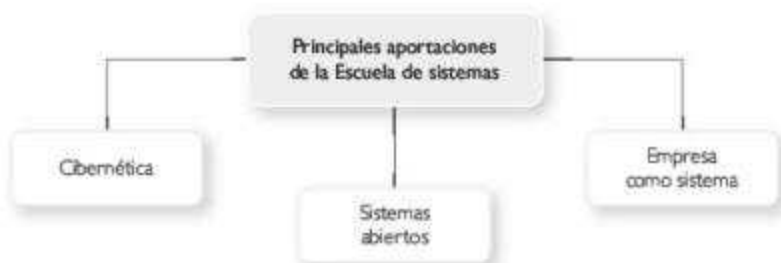 Principales aportaciones
de la Escuela de sistemas
Cibernética
Sistemas
abiertos
Empresa
como sistema